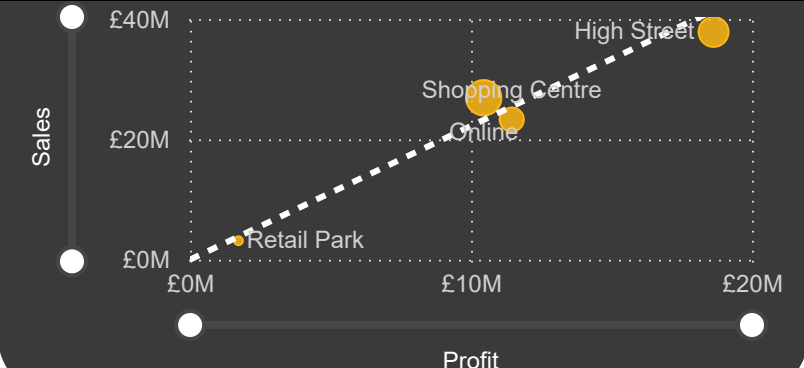 £40M
High Street
Shopping Centre
Sales
Online
£20M
Retail Park
£0M
£0M £10M £20M
Profit